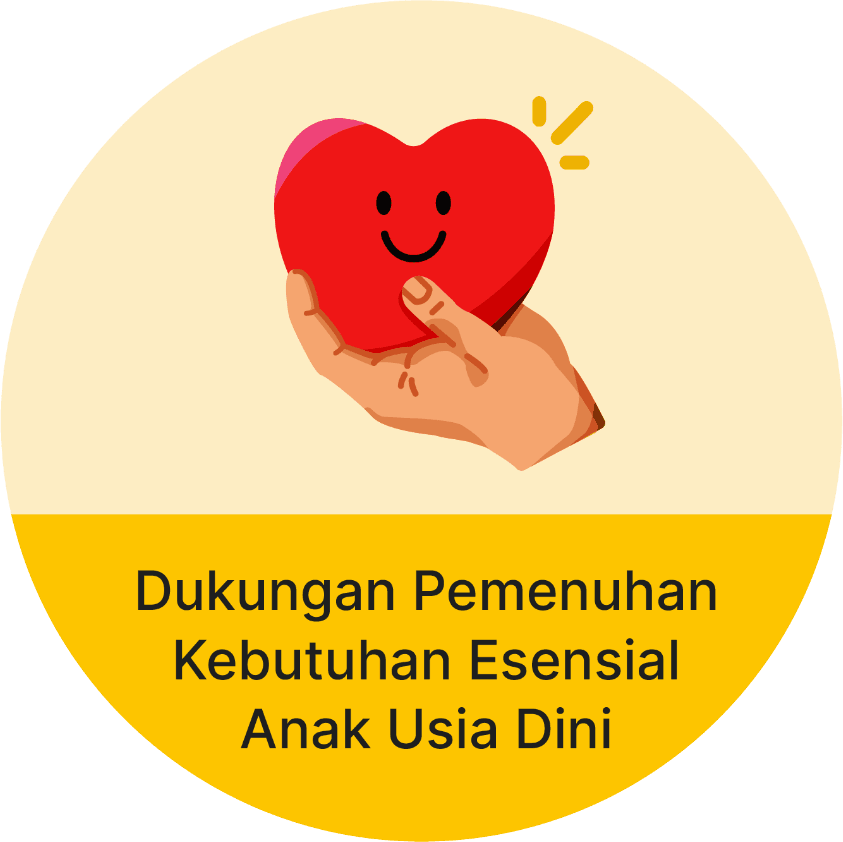 Dukungan Pemenuhan
Kebutuhan Esensial
Anak Usia Dini